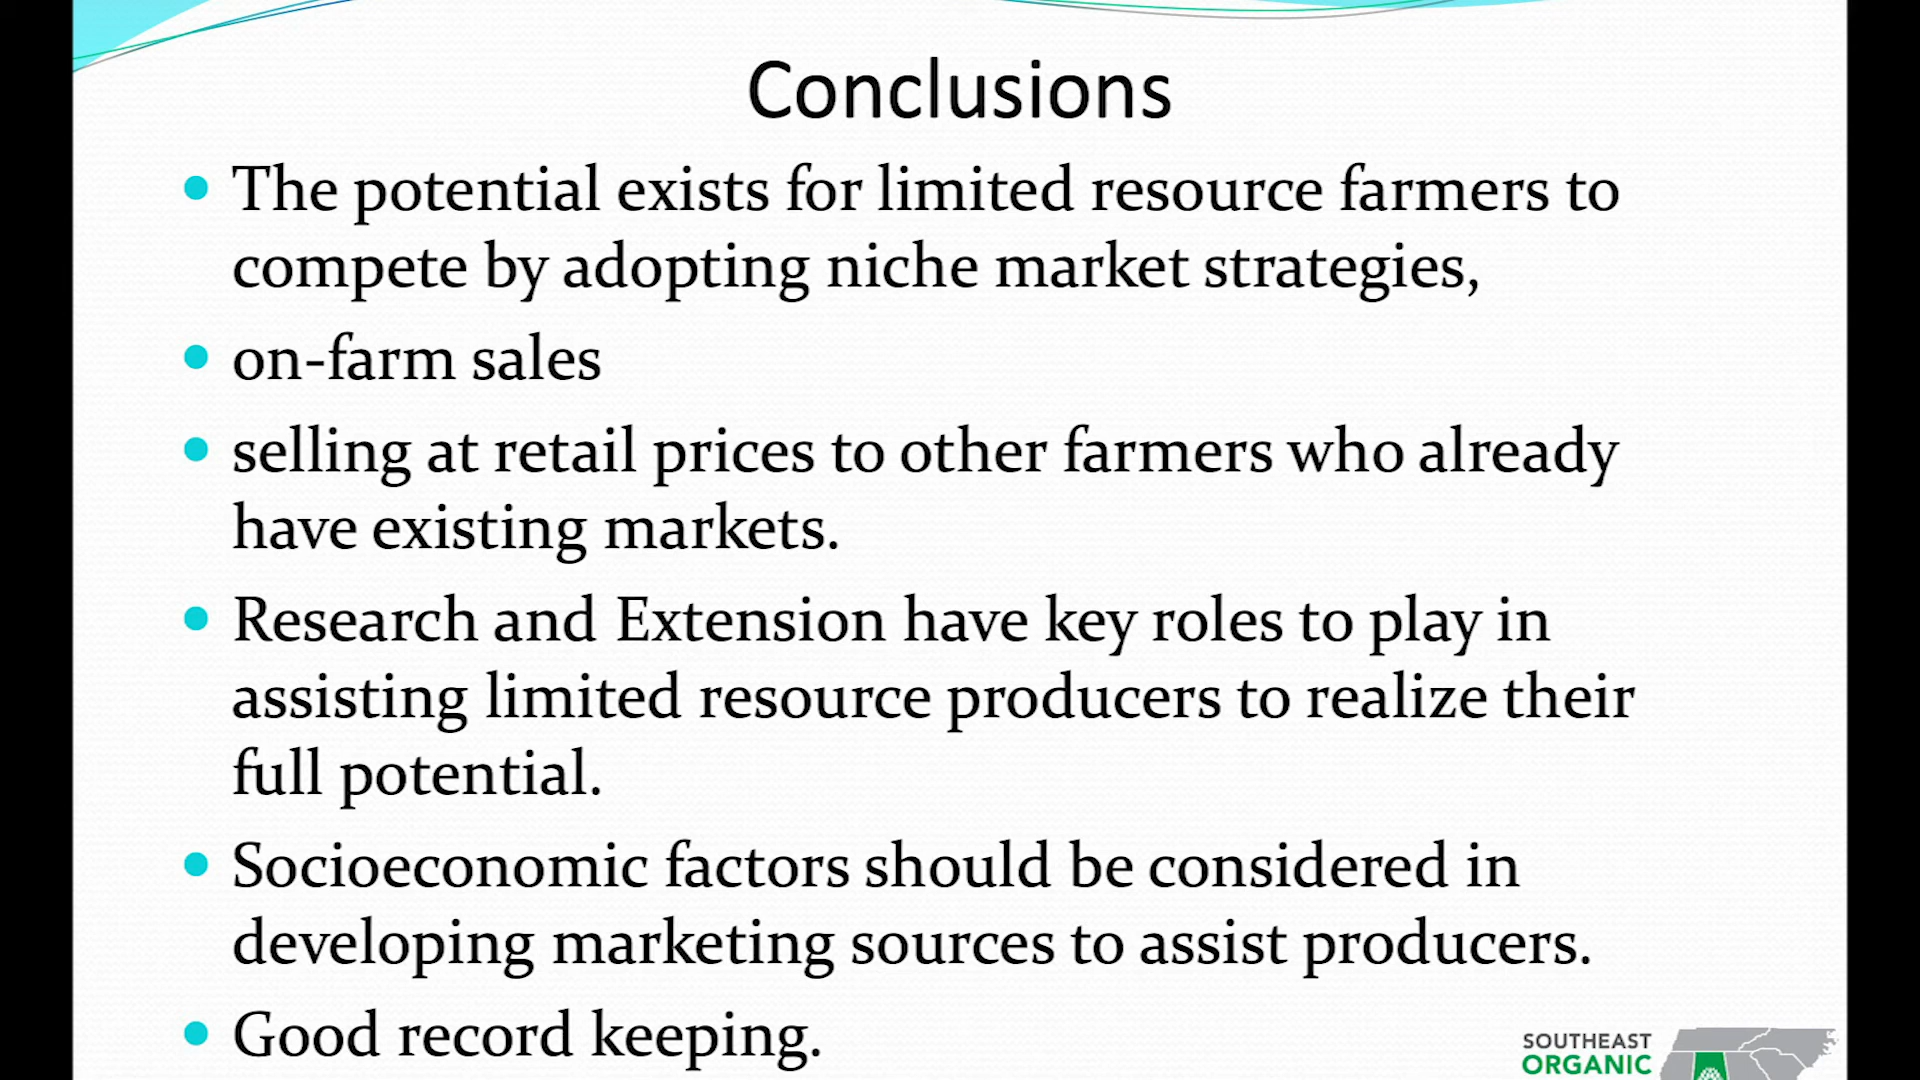 Conclusions
• The potential exists for limited resource farmers to
compete by adopting niche market strategies,
• on-farm sales
• selling at retail prices to other farmers who already
have existing markets.
• Research and Extension have key roles to play in
assisting limited resource producers to realize their
full potential.
• Socioeconomic factors should be considered in
developing marketing sources to assist producers.
• Good record keeping.
SOUTHEAST
ORGANIC